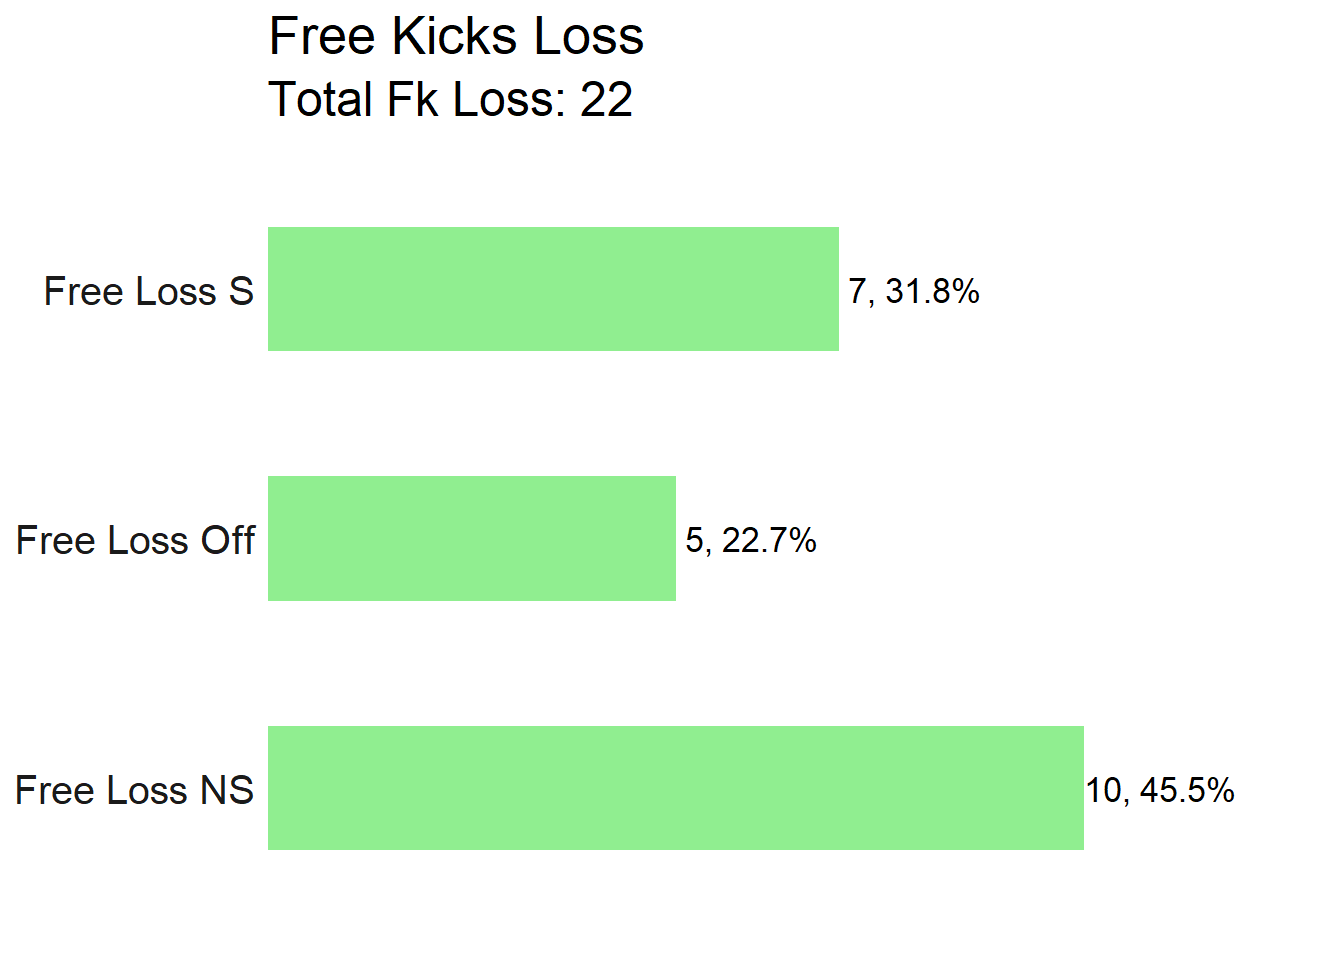 Free Kicks Loss
Total Fk Loss: 22
Free Loss S 7, 31.8%
Free Loss Off 5, 22.7%
Free Loss NS 10, 45.5%